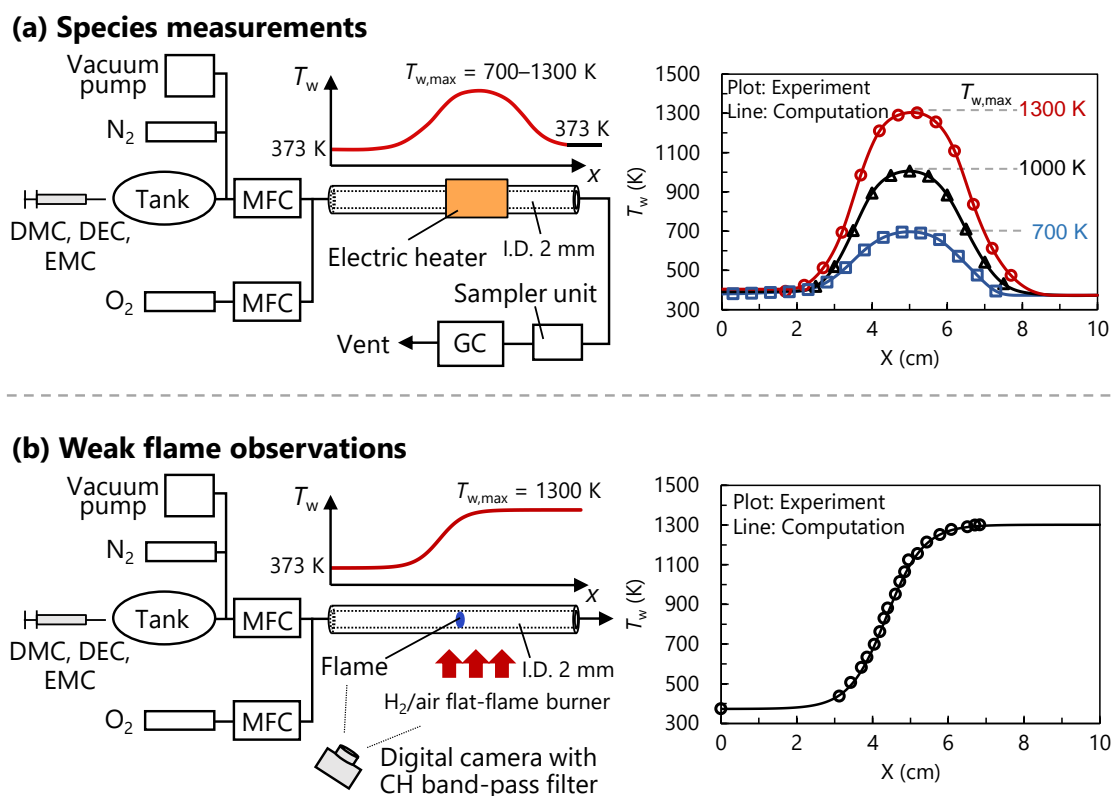 (a) Species measurements
Vacuum
pump
N2
Tank
MFC
DMC, DEC,
EMC
O2
MFC
Tw
Tw,max = 700–1300 K
373 K
373 K
x
Electric heater
I.D. 2 mm
Sampler unit
GC
Vent
Plot: Experiment
Line: Computation
Tw,max
1300 K
1000 K
700 K
1500
1300
1100
900
700
500
300
Tw (K)
0 2 4 6 8 10
X (cm)
(b) Weak flame observations
Vacuum
pump
N2
Tank
MFC
DMC, DEC,
EMC
O2
MFC
Tw
Tw,max = 1300 K
373 K
x
Flame
I.D. 2 mm
H2/air flat-flame burner
Digital camera with
CH band-pass filter
Plot: Experiment
Line: Computation
1500
1300
1100
900
700
500
300
Tw (K)
0 2 4 6 8 10
X (cm)